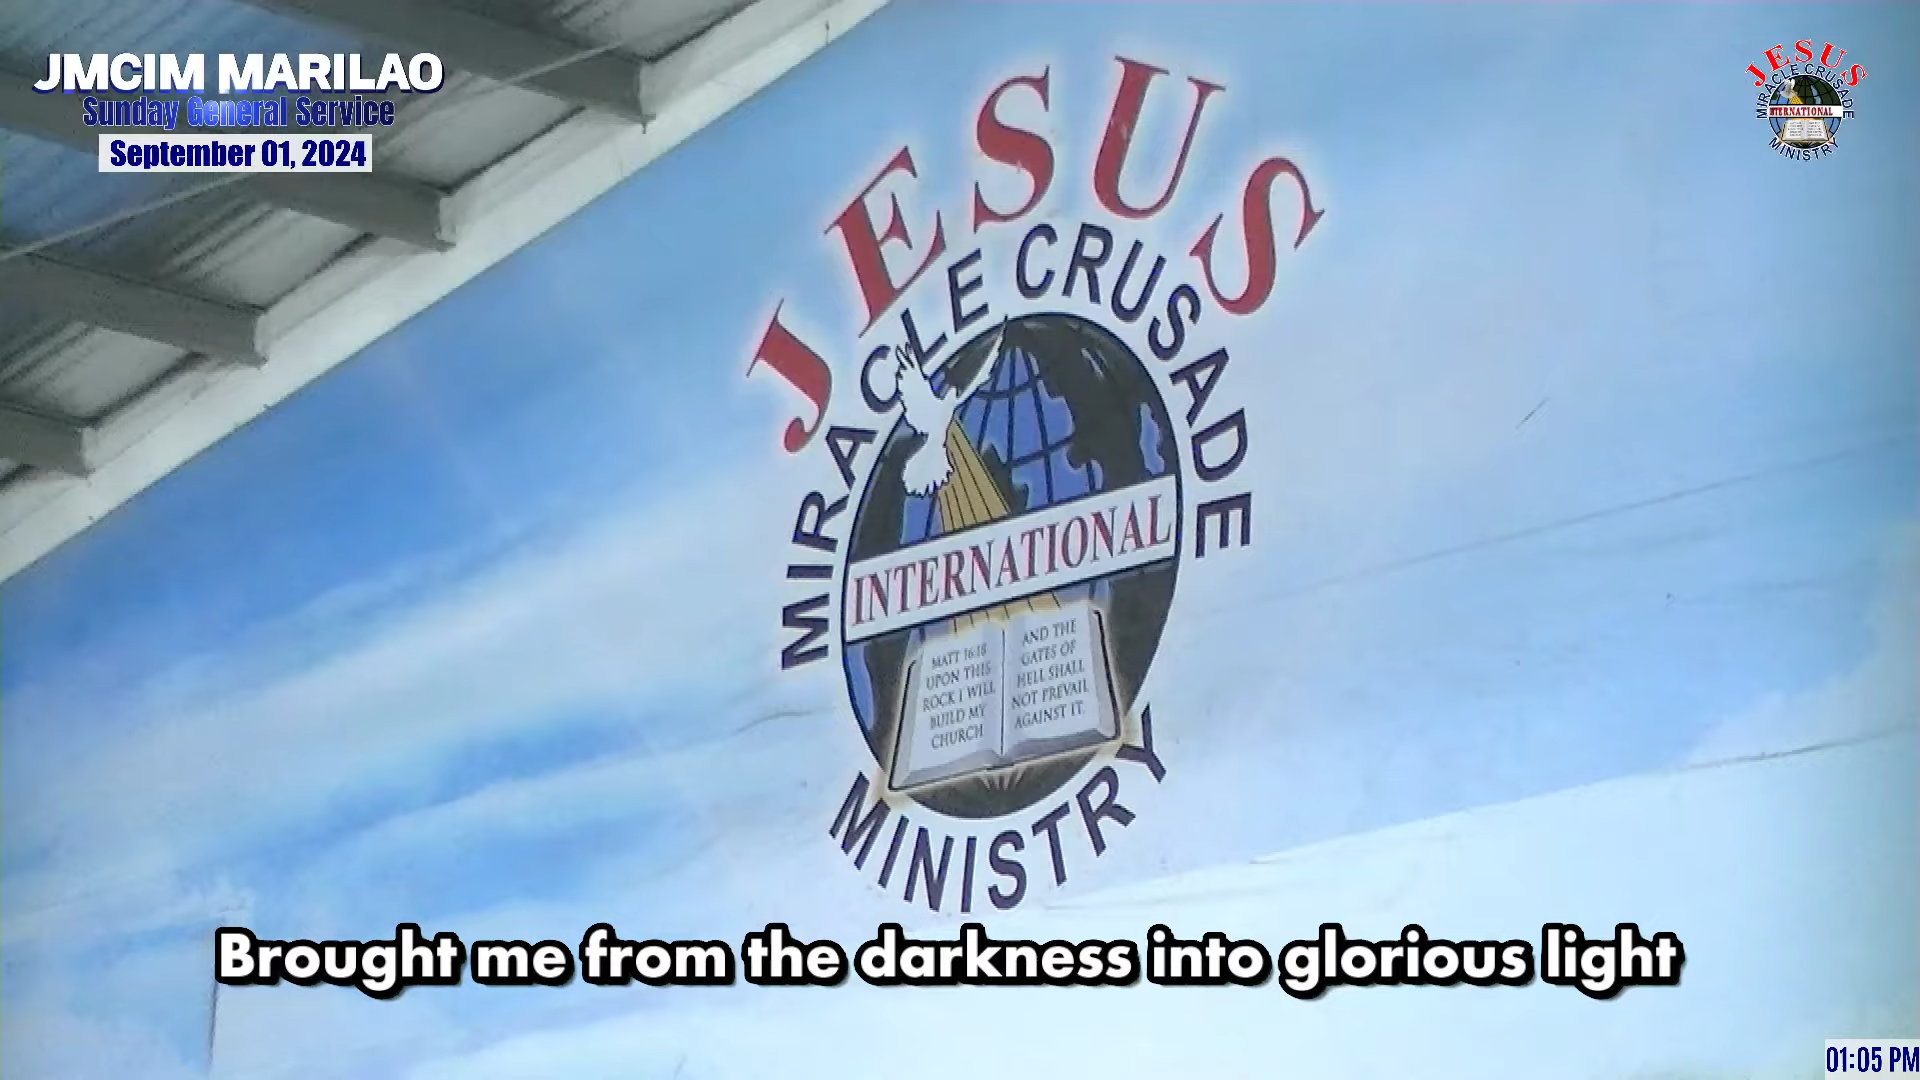 JMCIM MARILAO
Sunday General Service
September 01, 2024
JESUS
MIRACLE CRUSADE
INTERNATIONAL
MINISTRY
JESUS
MIRACLE CRUSADE
INTERNATIONAL
MATT 16:18
UPON THIS
ROCK I WILL
BUILD MY
CHURCH
AND THE
GATES OF
HELL SHALL
NOT PREVAIL
AGAINST IT.
MINISTRY
Brought me from the darkness into glorious light
01:05 PM